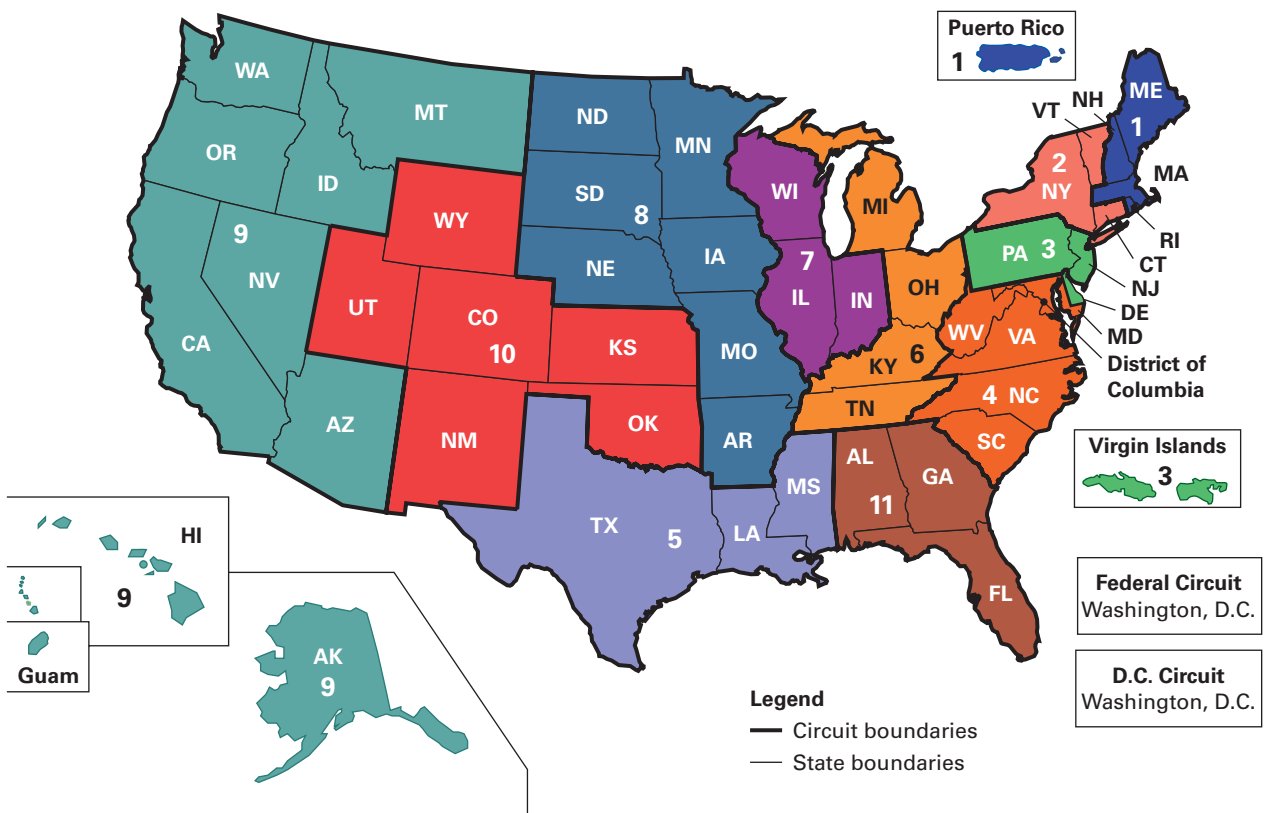 Puerto Rico
1
WA
MT
ND
MN
OR
ID
WY
SD
8
WI
MI
VT
NH
ME
1
2
NY
MA
RI
CT
NJ
DE
MD
District of
Columbia
PA
3
9
NV
UT
CO
10
NE
IA
7
IL
IN
OH
CA
KS
MO
KY
6
WV
VA
AZ
NM
OK
AR
TN
4
NC
SC
TX
5
LA
MS
AL
11
GA
FL
Virgin Islands
3
HI
9
Guam
AK
9
Federal Circuit
Washington, D.C.
D.C. Circuit
Washington, D.C.
Legend
Circuit boundaries
State boundaries